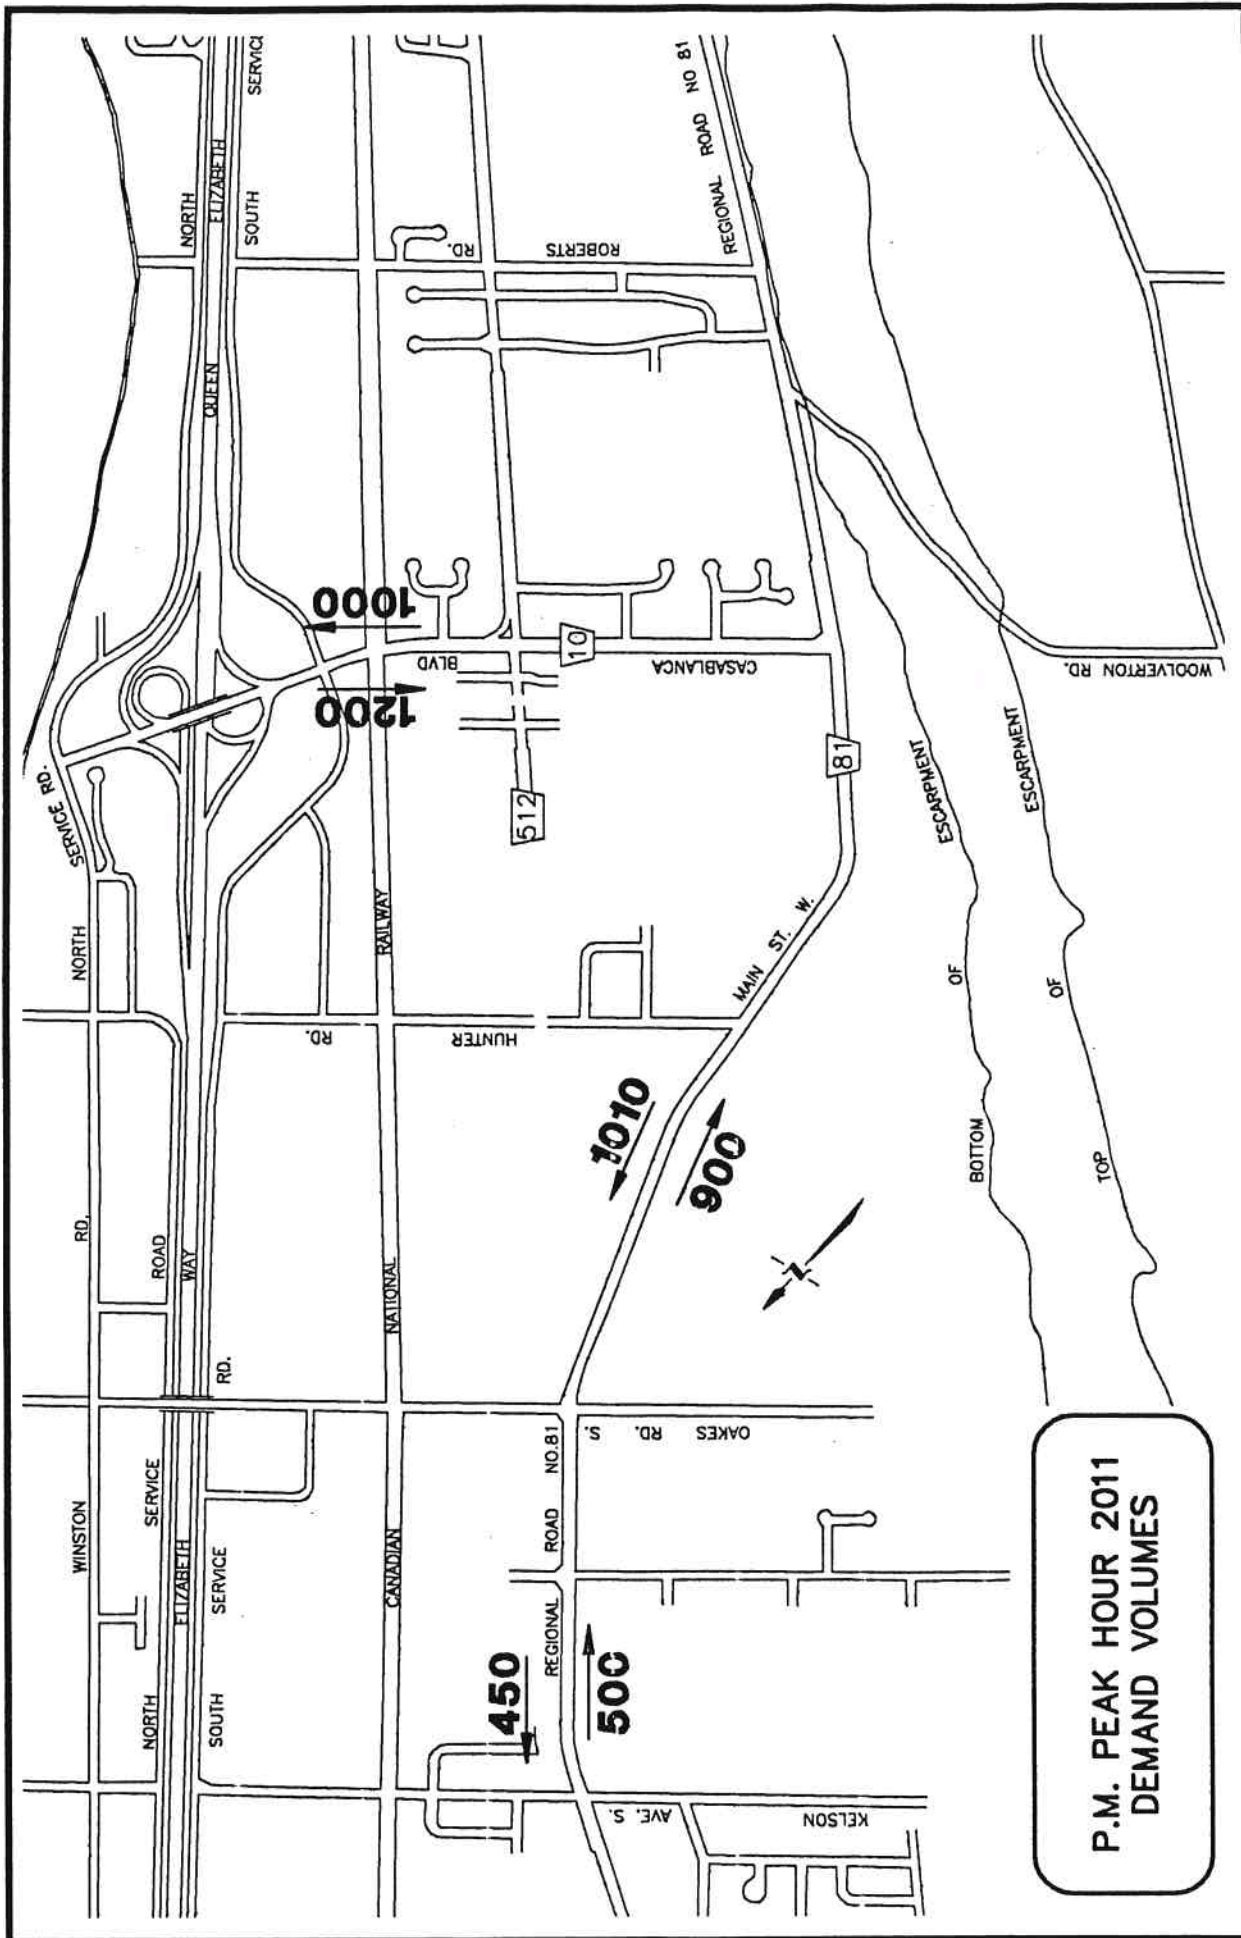 P.M. PEAK HOUR 2011
DEMAND VOLUMES
WINSTON
RD.
NORTH
SERVICE RD.
NORTH
SERVICE
ROAD
NORTH
ELIZABETH
WAY
QUEEN
ELIZABETH
SOUTH
SERVICE
RD.
SOUTH
SERVICE
CANADIAN
NATIONAL
RAILWAY
REGIONAL
ROAD
NO.81
MAIN ST. W.
REGIONAL ROAD NO 81
KELSON
AVE. S.
OAKES RD. S.
HUNTER
RD.
CASABLANCA
BLVD
ROBERTS
RD.
WOOLVERTON RD.
BOTTOM
OF
ESCARPMENT
TOP
OF
ESCARPMENT
450
500
1010
900
1200
1000
512
10
81
N